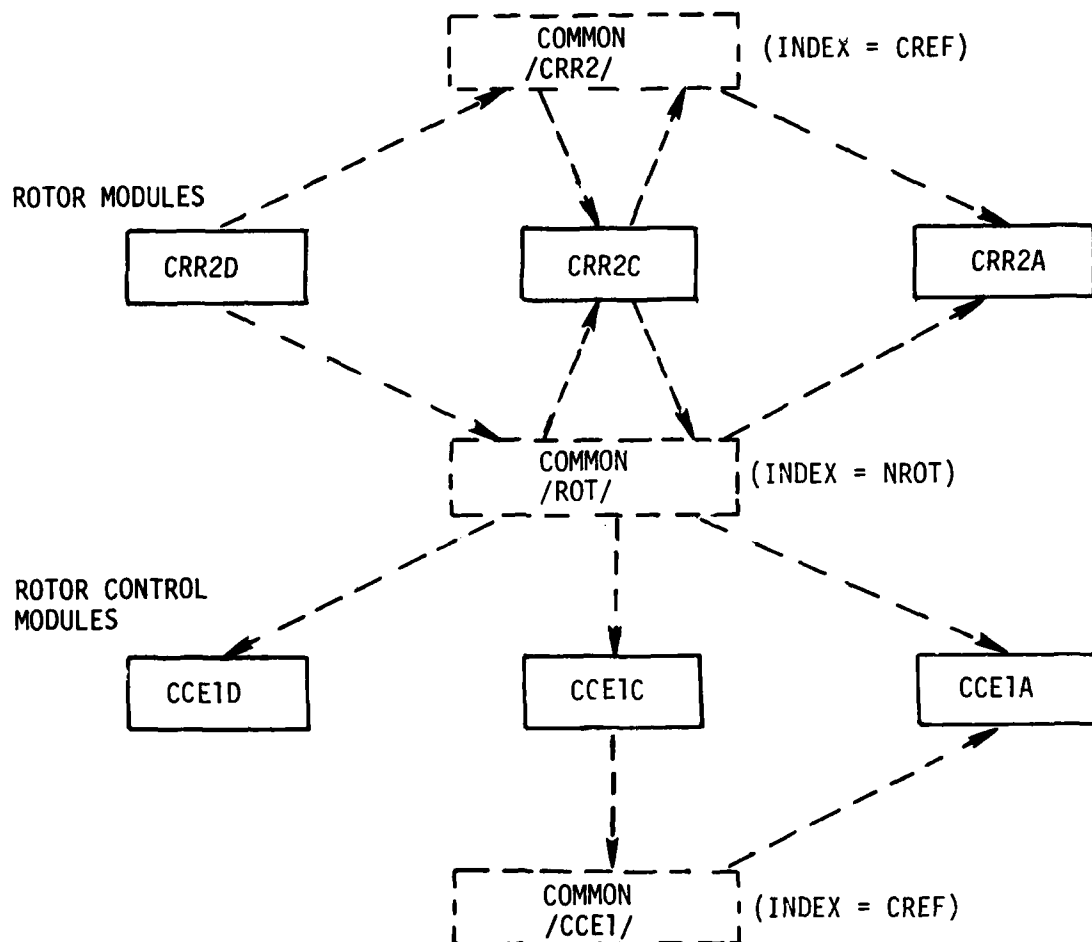 COMMON
/CRR2/
(INDEX = CREF)
ROTOR MODULES
CRR2D
CRR2C
CRR2A
COMMON
/ROT/
(INDEX = NROT)
ROTOR CONTROL
MODULES
CCE1D
CCE1C
CCE1A
COMMON
/CCE1/
(INDEX = CREF)